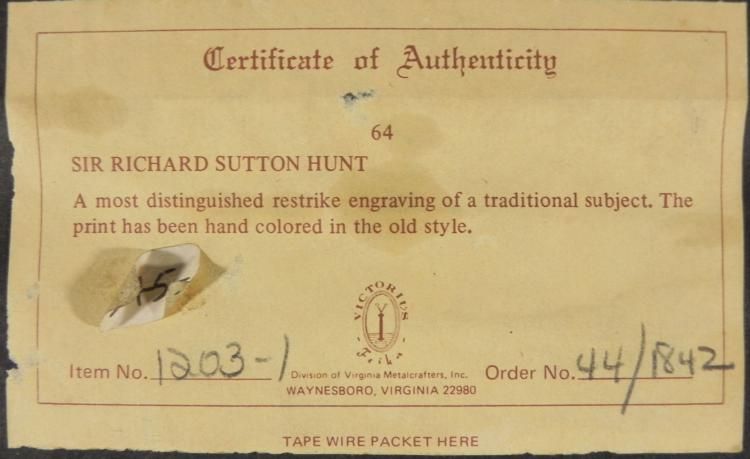 Certificate of Authenticity
64
SIR RICHARD SUTTON HUNT
A most distinguished restrike engraving of a traditional subject. The
print has been hand colored in the old style.
15
VICTORIUS
Item No. 1203-1
Division of Virginia Metalcrafters, Inc.
WAYNESBORO, VIRGINIA 22980
Order No. 44/1842
TAPE WIRE PACKET HERE